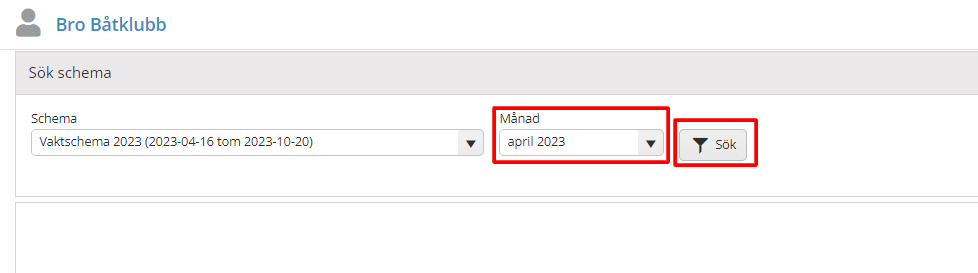 Bro Båtklubb
Sök schema
Schema
Månad
Vaktschema 2023 (2023-04-16 tom 2023-10-20)
april 2023
Sök